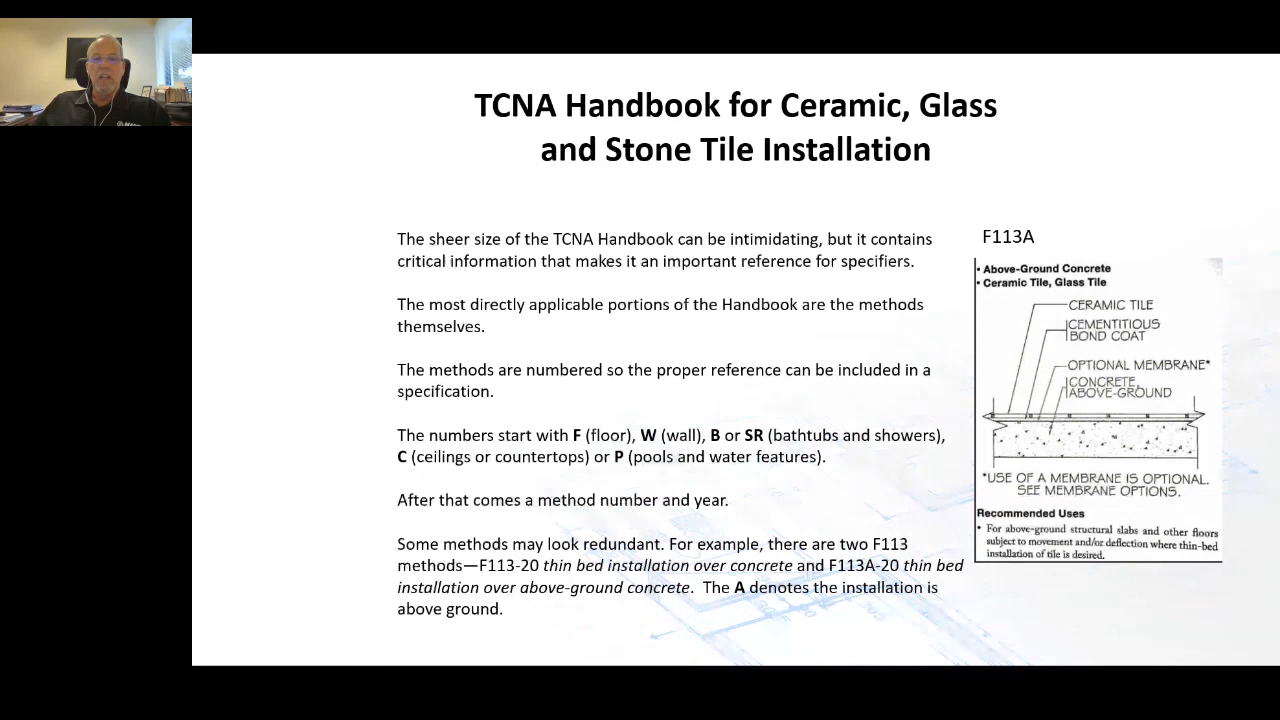 TCNA Handbook for Ceramic, Glass
and Stone Tile Installation
The sheer size of the TCNA Handbook can be intimidating, but it contains
critical information that makes it an important reference for specifiers.
The most directly applicable portions of the Handbook are the methods
themselves.
The methods are numbered so the proper reference can be included in a
specification.
The numbers start with F (floor), W (wall), B or SR (bathtubs and showers),
C (ceilings or countertops) or P (pools and water features).
After that comes a method number and year.
Some methods may look redundant. For example, there are two F113
methods—F113-20 thin bed installation over concrete and F113A-20 thin bed
installation over above-ground concrete.  The A denotes the installation is
above ground.
F113A
• Above-Ground Concrete
• Ceramic Tile, Glass Tile
CERAMIC TILE
CEMENTITIOUS
BOND COAT
OPTIONAL MEMBRANE*
CONCRETE,
ABOVE-GROUND
*USE OF A MEMBRANE IS OPTIONAL.
SEE MEMBRANE OPTIONS.
Recommended Uses
• For above-ground structural slabs and other floors
subject to movement and/or deflection where thin-bed
installation of tile is desired.